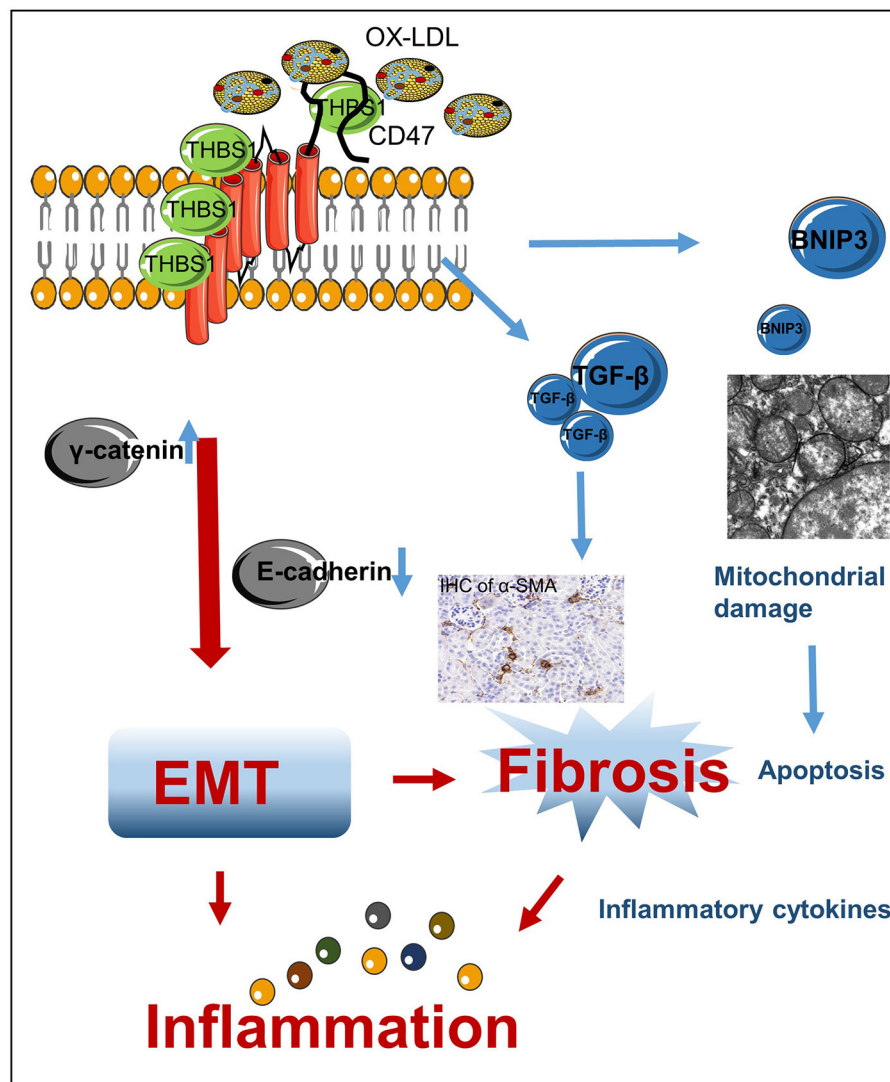 OX-LDL
THBS1
CD47
THBS1
THBS1
THBS1
BNIP3
BNIP3
TGF-β
TGF-β
TGF-β
γ-catenin
E-cadherin
IHC of α-SMA
Mitochondrial
damage
EMT
Fibrosis
Apoptosis
Inflammatory cytokines
Inflammation